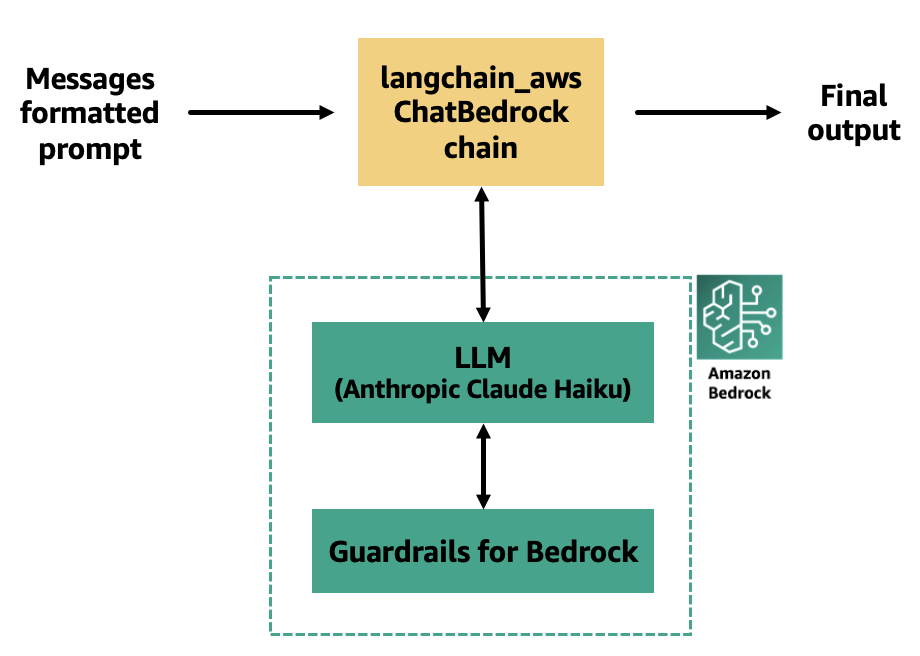 Messages
formatted
prompt
langchain_aws
ChatBedrock
chain
Final
output
LLM
(Anthropic Claude Haiku)
Amazon
Bedrock
Guardrails for Bedrock